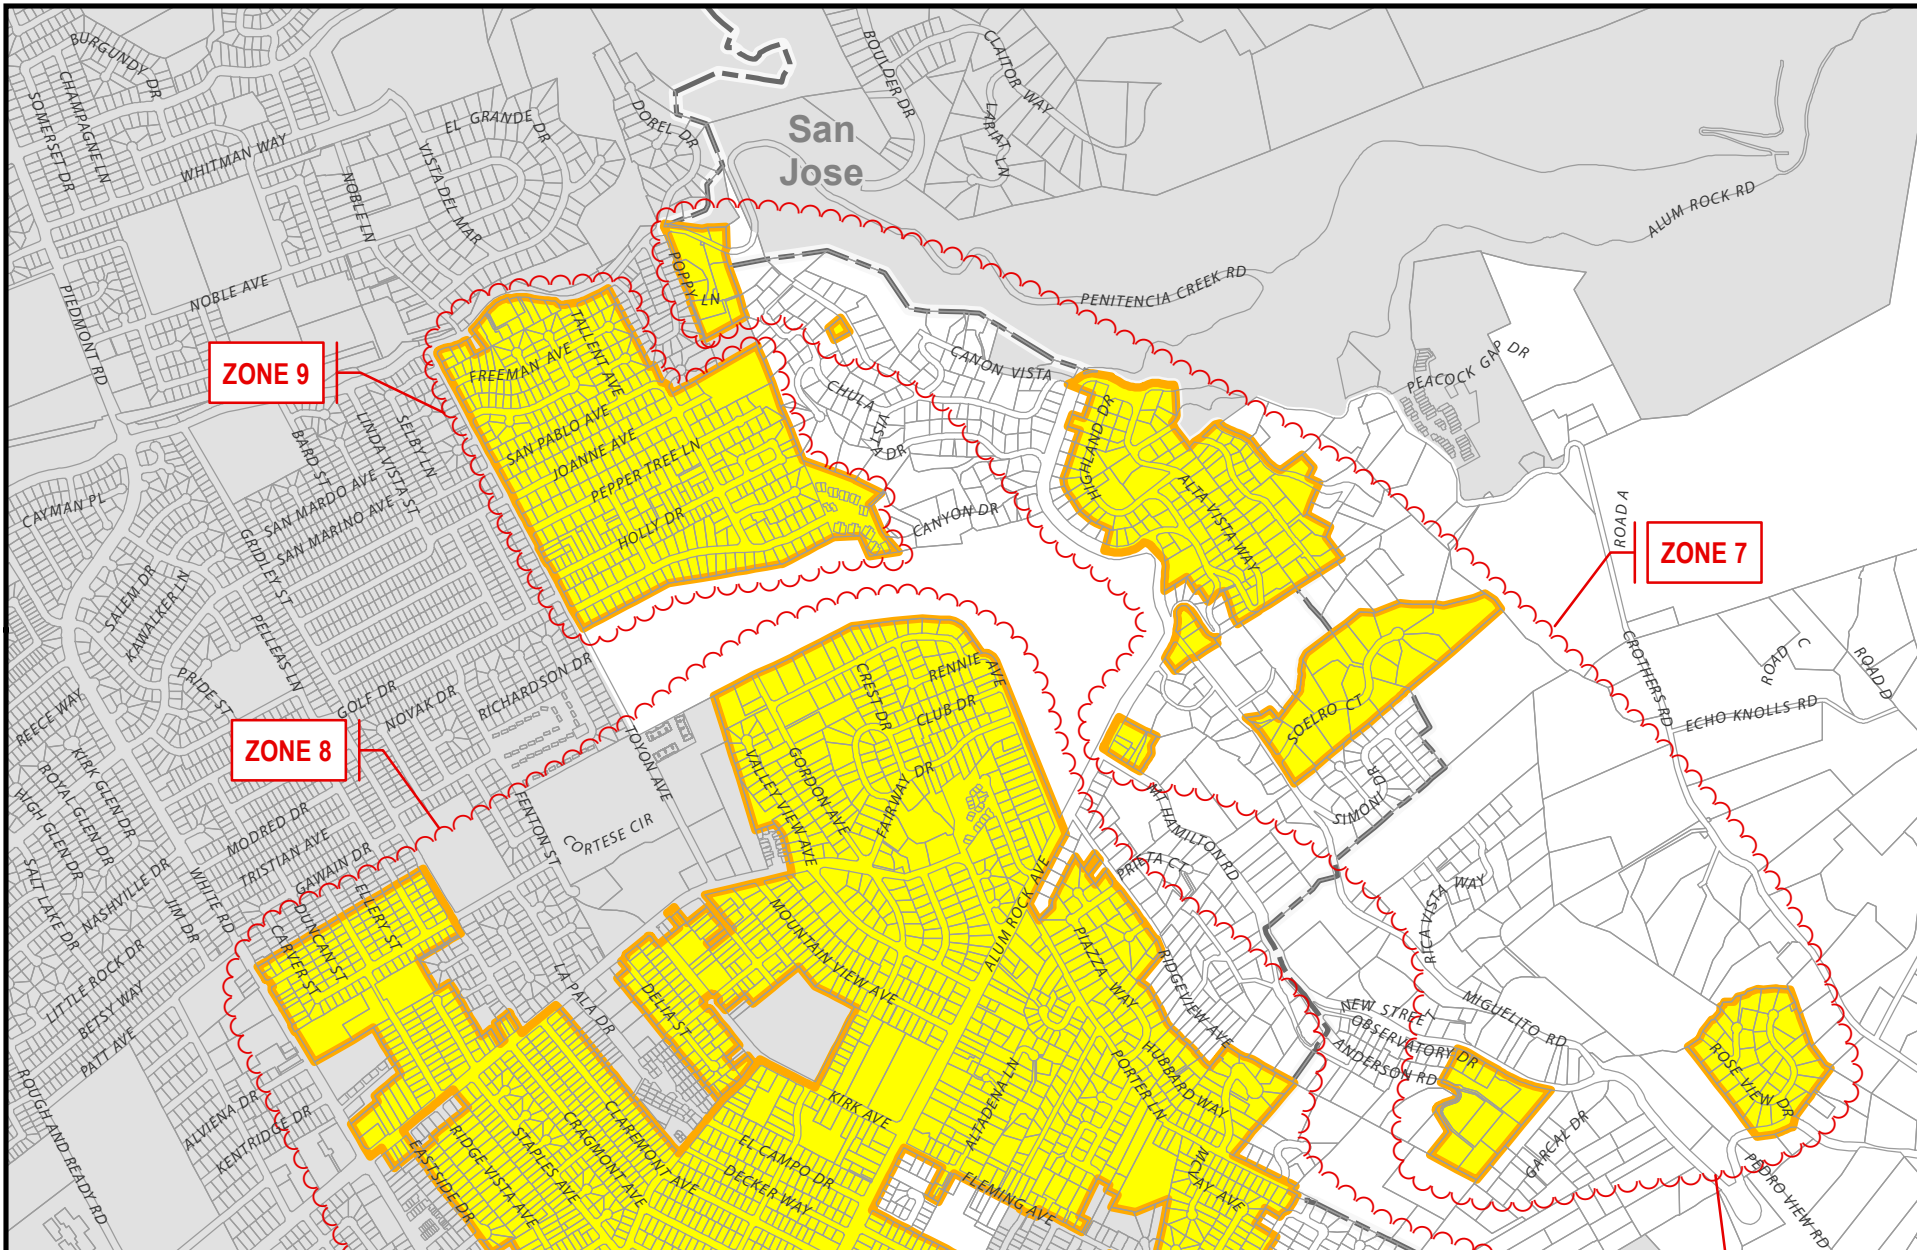 BURGUNDY DR
CHAMPAGNE LN
SOMERSET DR
WHITMAN WAY
EL GRANDE DR
VISTA DEL MAR
NOBLE LN
NOBLE AVE
PIEDMONT RD
DOREL DR
San
Jose
BOULDER DR
CLAITOR WAY
LARIAT LN
ALUM ROCK RD
PENITENCIA CREEK RD
PEACOCK GAP DR
POPPY LN
ZONE 9
FREEMAN AVE
TALLENT AVE
SAN PABLO AVE
JOANNE AVE
PEPPER TREE LN
HOLLY DR
CANON VISTA
CHULA VISTA DR
CANYON DR
HIGHLAND DR
ALTA VISTA WAY
ROAD A
ZONE 7
BARD ST
LINDA VISTA ST
SELBY LN
SAN MARDO AVE
SAN MARINO AVE
CAYMAN PL
GRIDLEY ST
SALEM DR
KAWALKER LN
PELLEAS LN
PRIDE ST
GOLF DR
NOVAK DR
RICHARDSON DR
REECE WAY
KIRK GLEN DR
ROYAL GLEN DR
HIGH GLEN DR
SALT LAKE DR
ZONE 8
CROTHERS RD
ROAD C
ROAD D
ECHO KNOLLS RD
SOELRO CT
SIMONI DR
TOYON AVE
CREST DR
RENNIE AVE
CLUB DR
GORDON AVE
VALLEY VIEW AVE
FAIRWAY DR
MODRED DR
TRISTIAN AVE
GAWAIN DR
FENTON ST
CORTESE CIR
MT HAMILTON RD
PRIETA CT
NASHVILLE DR
WHITE RD
JIM DR
ELLERY ST
DUNCAN ST
CARVER ST
LITTLE ROCK DR
BETSY WAY
PATT AVE
MOUNTAIN VIEW AVE
ALUM ROCK AVE
PIAZZA WAY
RIDGEVIEW AVE
RICA VISTA WAY
LA PALA DR
DELIA ST
NEW STREET
OBSERVATORY DR
ANDERSON RD
MIGUELITO RD
ROSE VIEW DR
GARCAL DR
PEDRO VIEW RD
HUBBARD WAY
PORTER LN
ALTADENA LN
KIRK AVE
EL CAMPO DR
DECKER WAY
FLEMING AVE
MCVAY AVE
CLAREMONT AVE
CRAGMONT AVE
STAPLES AVE
RIDGE VISTA AVE
EASTSIDE DR
ALVIENA DR
KENTRIDGE DR
ROUGH AND READY RD